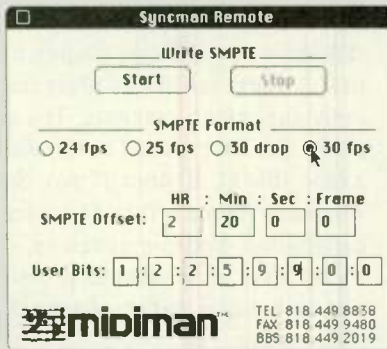 Syncman Remote
Write SMPTE
Start Stop
SMPTE Format
24 fps 25 fps 30 drop 30 fps
HR : Min : Sec : Frame
SMPTE Offset: 2 20 0 0
User Bits: 1 : 2 : 2 : 5 : 9 : 9 : 0 : 0
midiman™
TEL 818 449 8838
FAX 818 449 9480
BBS 818 449 2019